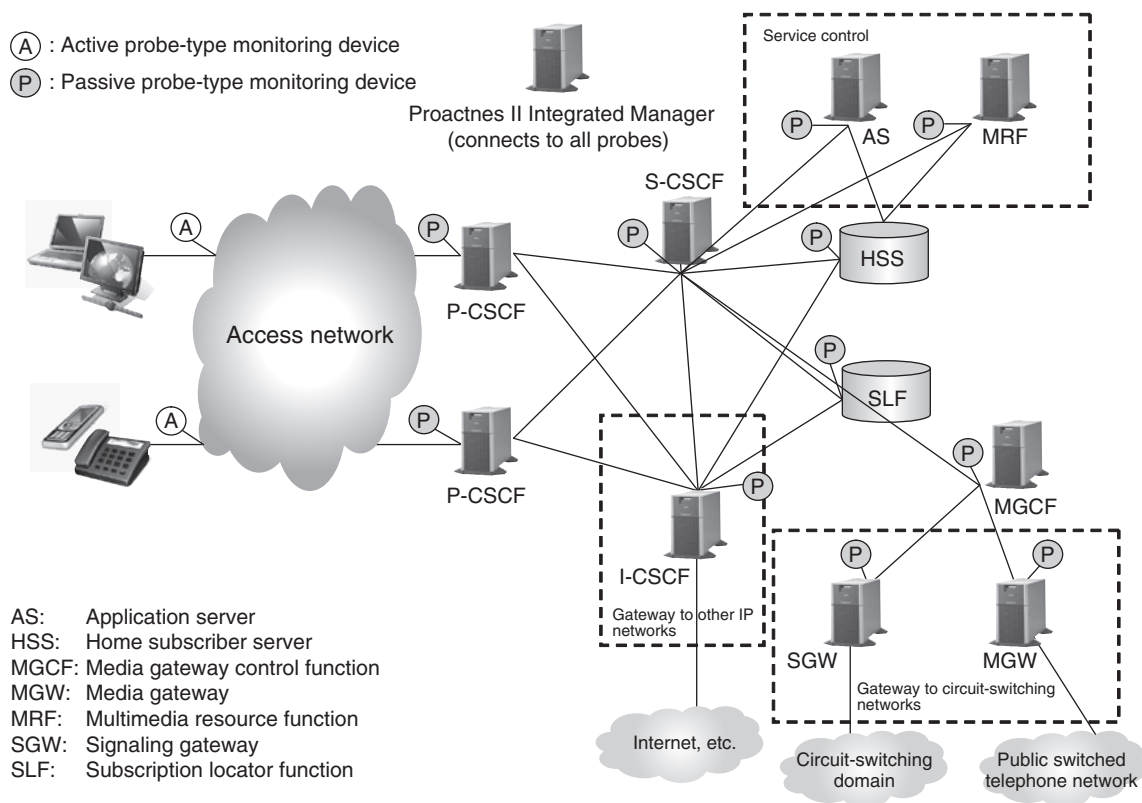 A : Active probe-type monitoring device
P : Passive probe-type monitoring device
Proactnes II Integrated Manager
(connects to all probes)
Service control
P
AS
P
MRF
S-CSCF
P
P
HSS
A
P
P-CSCF
Access network
P
SLF
A
P
P-CSCF
P
MGCF
P
I-CSCF
Gateway to other IP
networks
P
SGW
P
MGW
Gateway to circuit-switching
networks
Internet, etc.
Circuit-switching
domain
Public switched
telephone network
AS: Application server
HSS: Home subscriber server
MGCF: Media gateway control function
MGW: Media gateway
MRF: Multimedia resource function
SGW: Signaling gateway
SLF: Subscription locator function